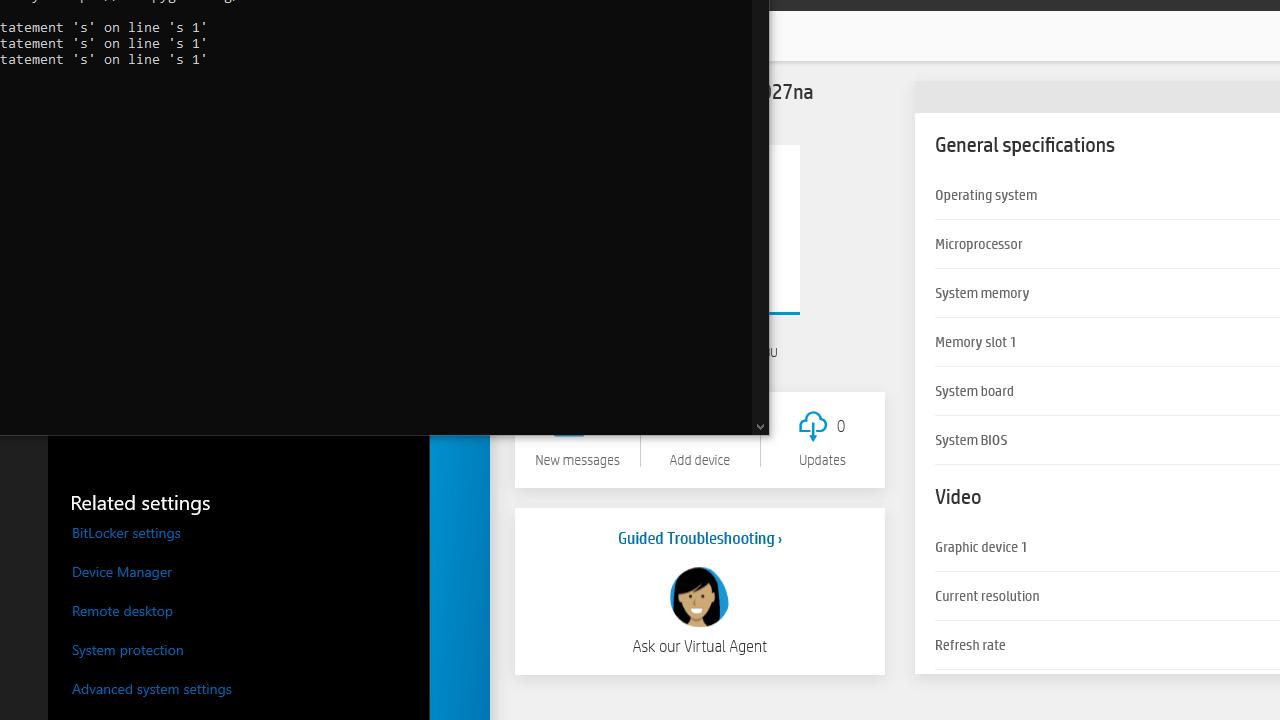 tatement 's' on line 's 1'
tatement 's' on line 's 1'
tatement 's' on line 's 1'
27na
General specifications
Operating system
Microprocessor
System memory
Memory slot 1
System board
System BIOS
Video
Graphic device 1
Current resolution
Refresh rate
0
New messages
Add device
Updates
Guided Troubleshooting ›
Ask our Virtual Agent
Related settings
BitLocker settings
Device Manager
Remote desktop
System protection
Advanced system settings